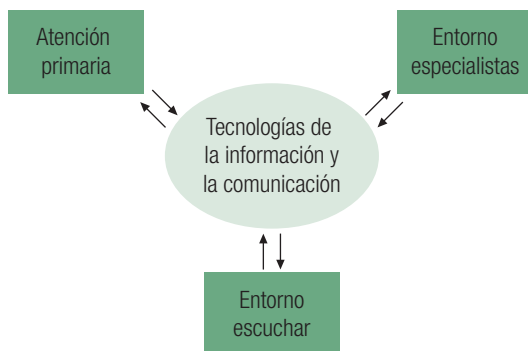 Atención
primaria
Entorno
especialistas
Tecnologías de
la información y
la comunicación
Entorno
escuchar